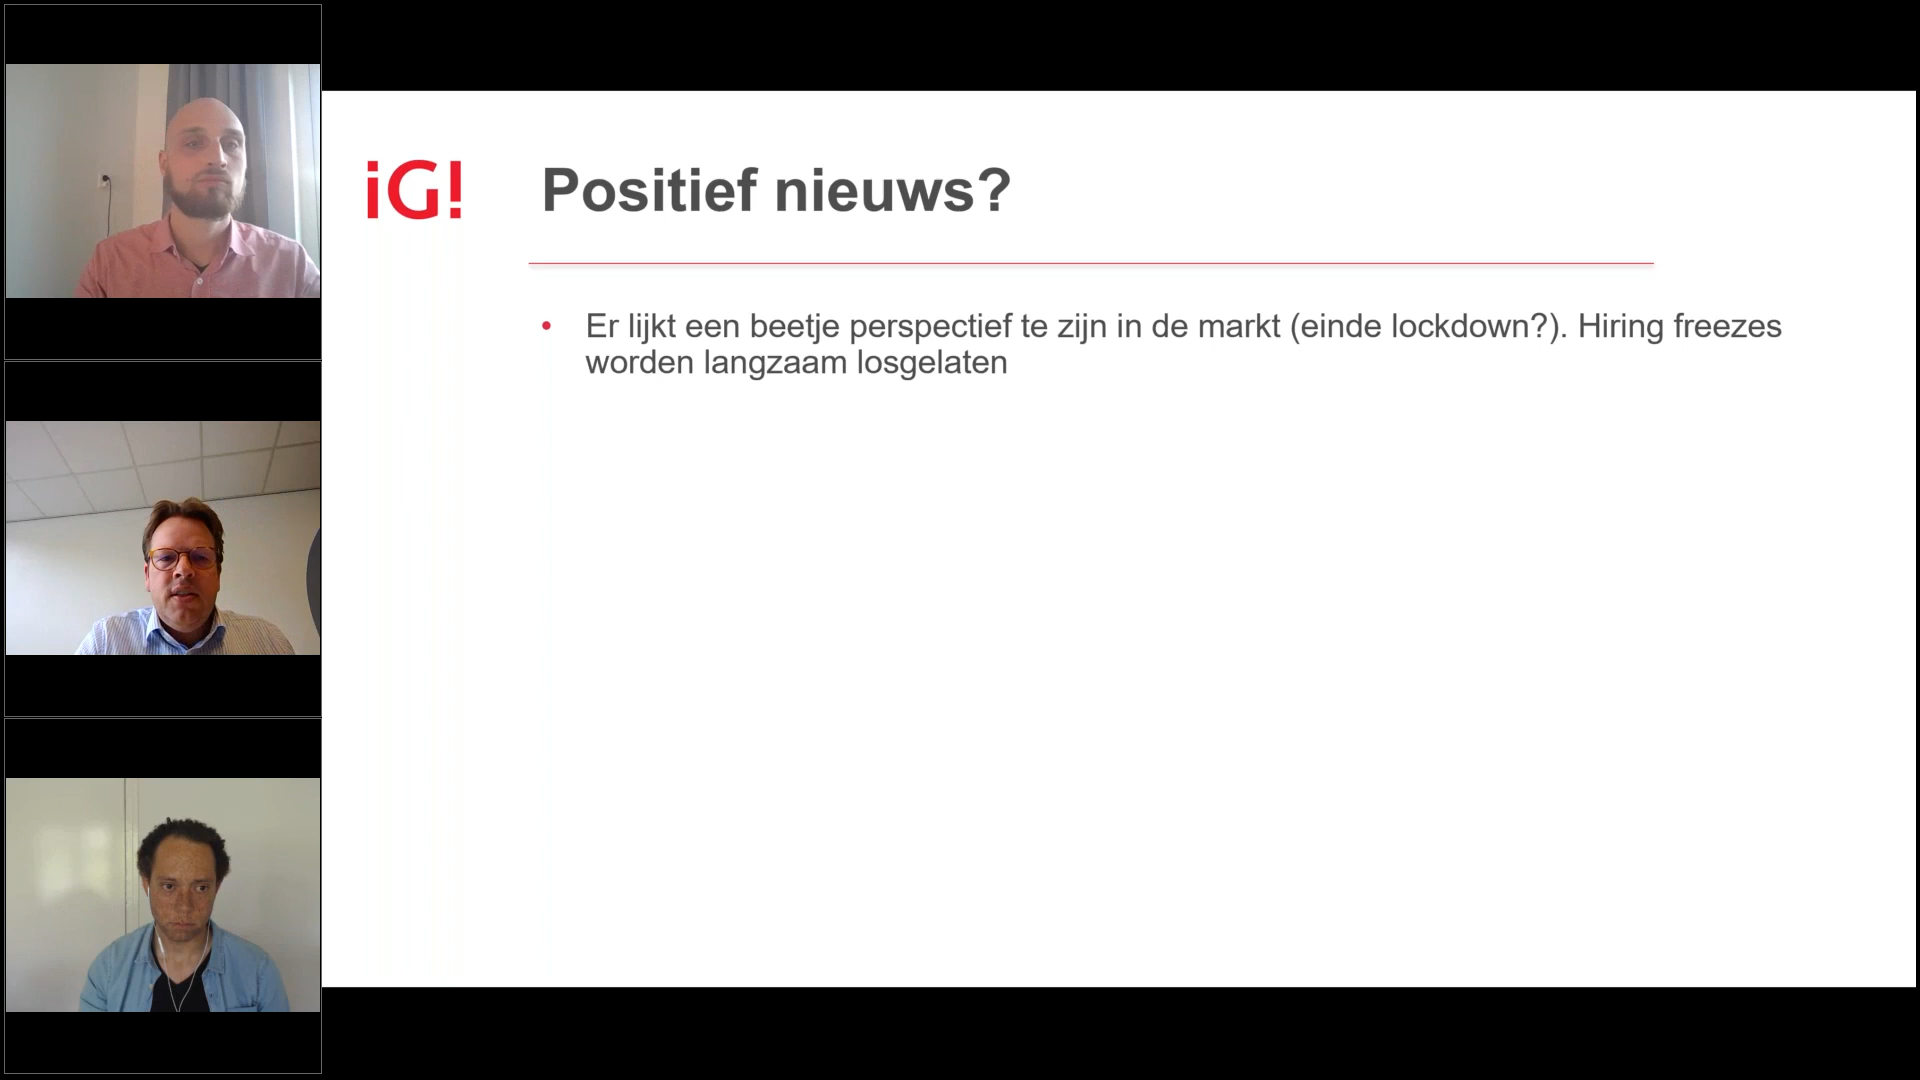 iG!
Positief nieuws?
• Er lijkt een beetje perspectief te zijn in de markt (einde lockdown?). Hiring freezes
worden langzaam losgelaten